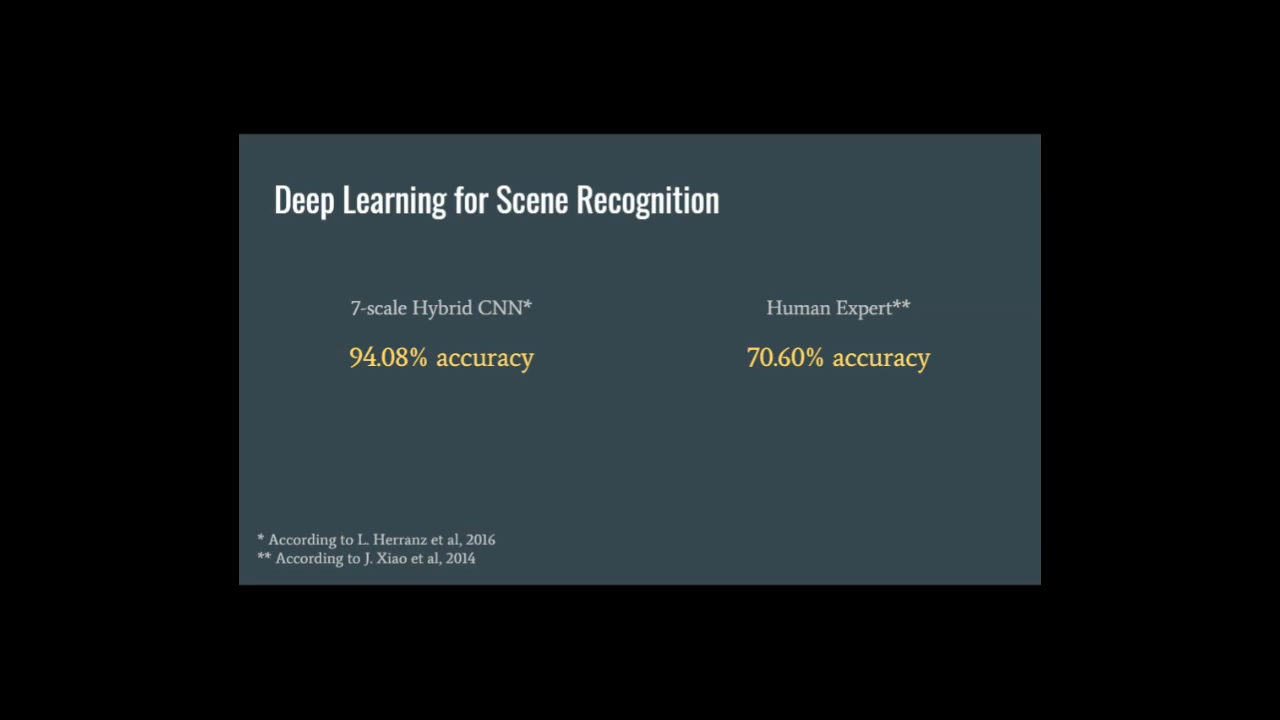 Deep Learning for Scene Recognition
7-scale Hybrid CNN*
94.08% accuracy
Human Expert**
70.60% accuracy
* According to L. Herranz et al, 2016
** According to J. Xiao et al, 2014